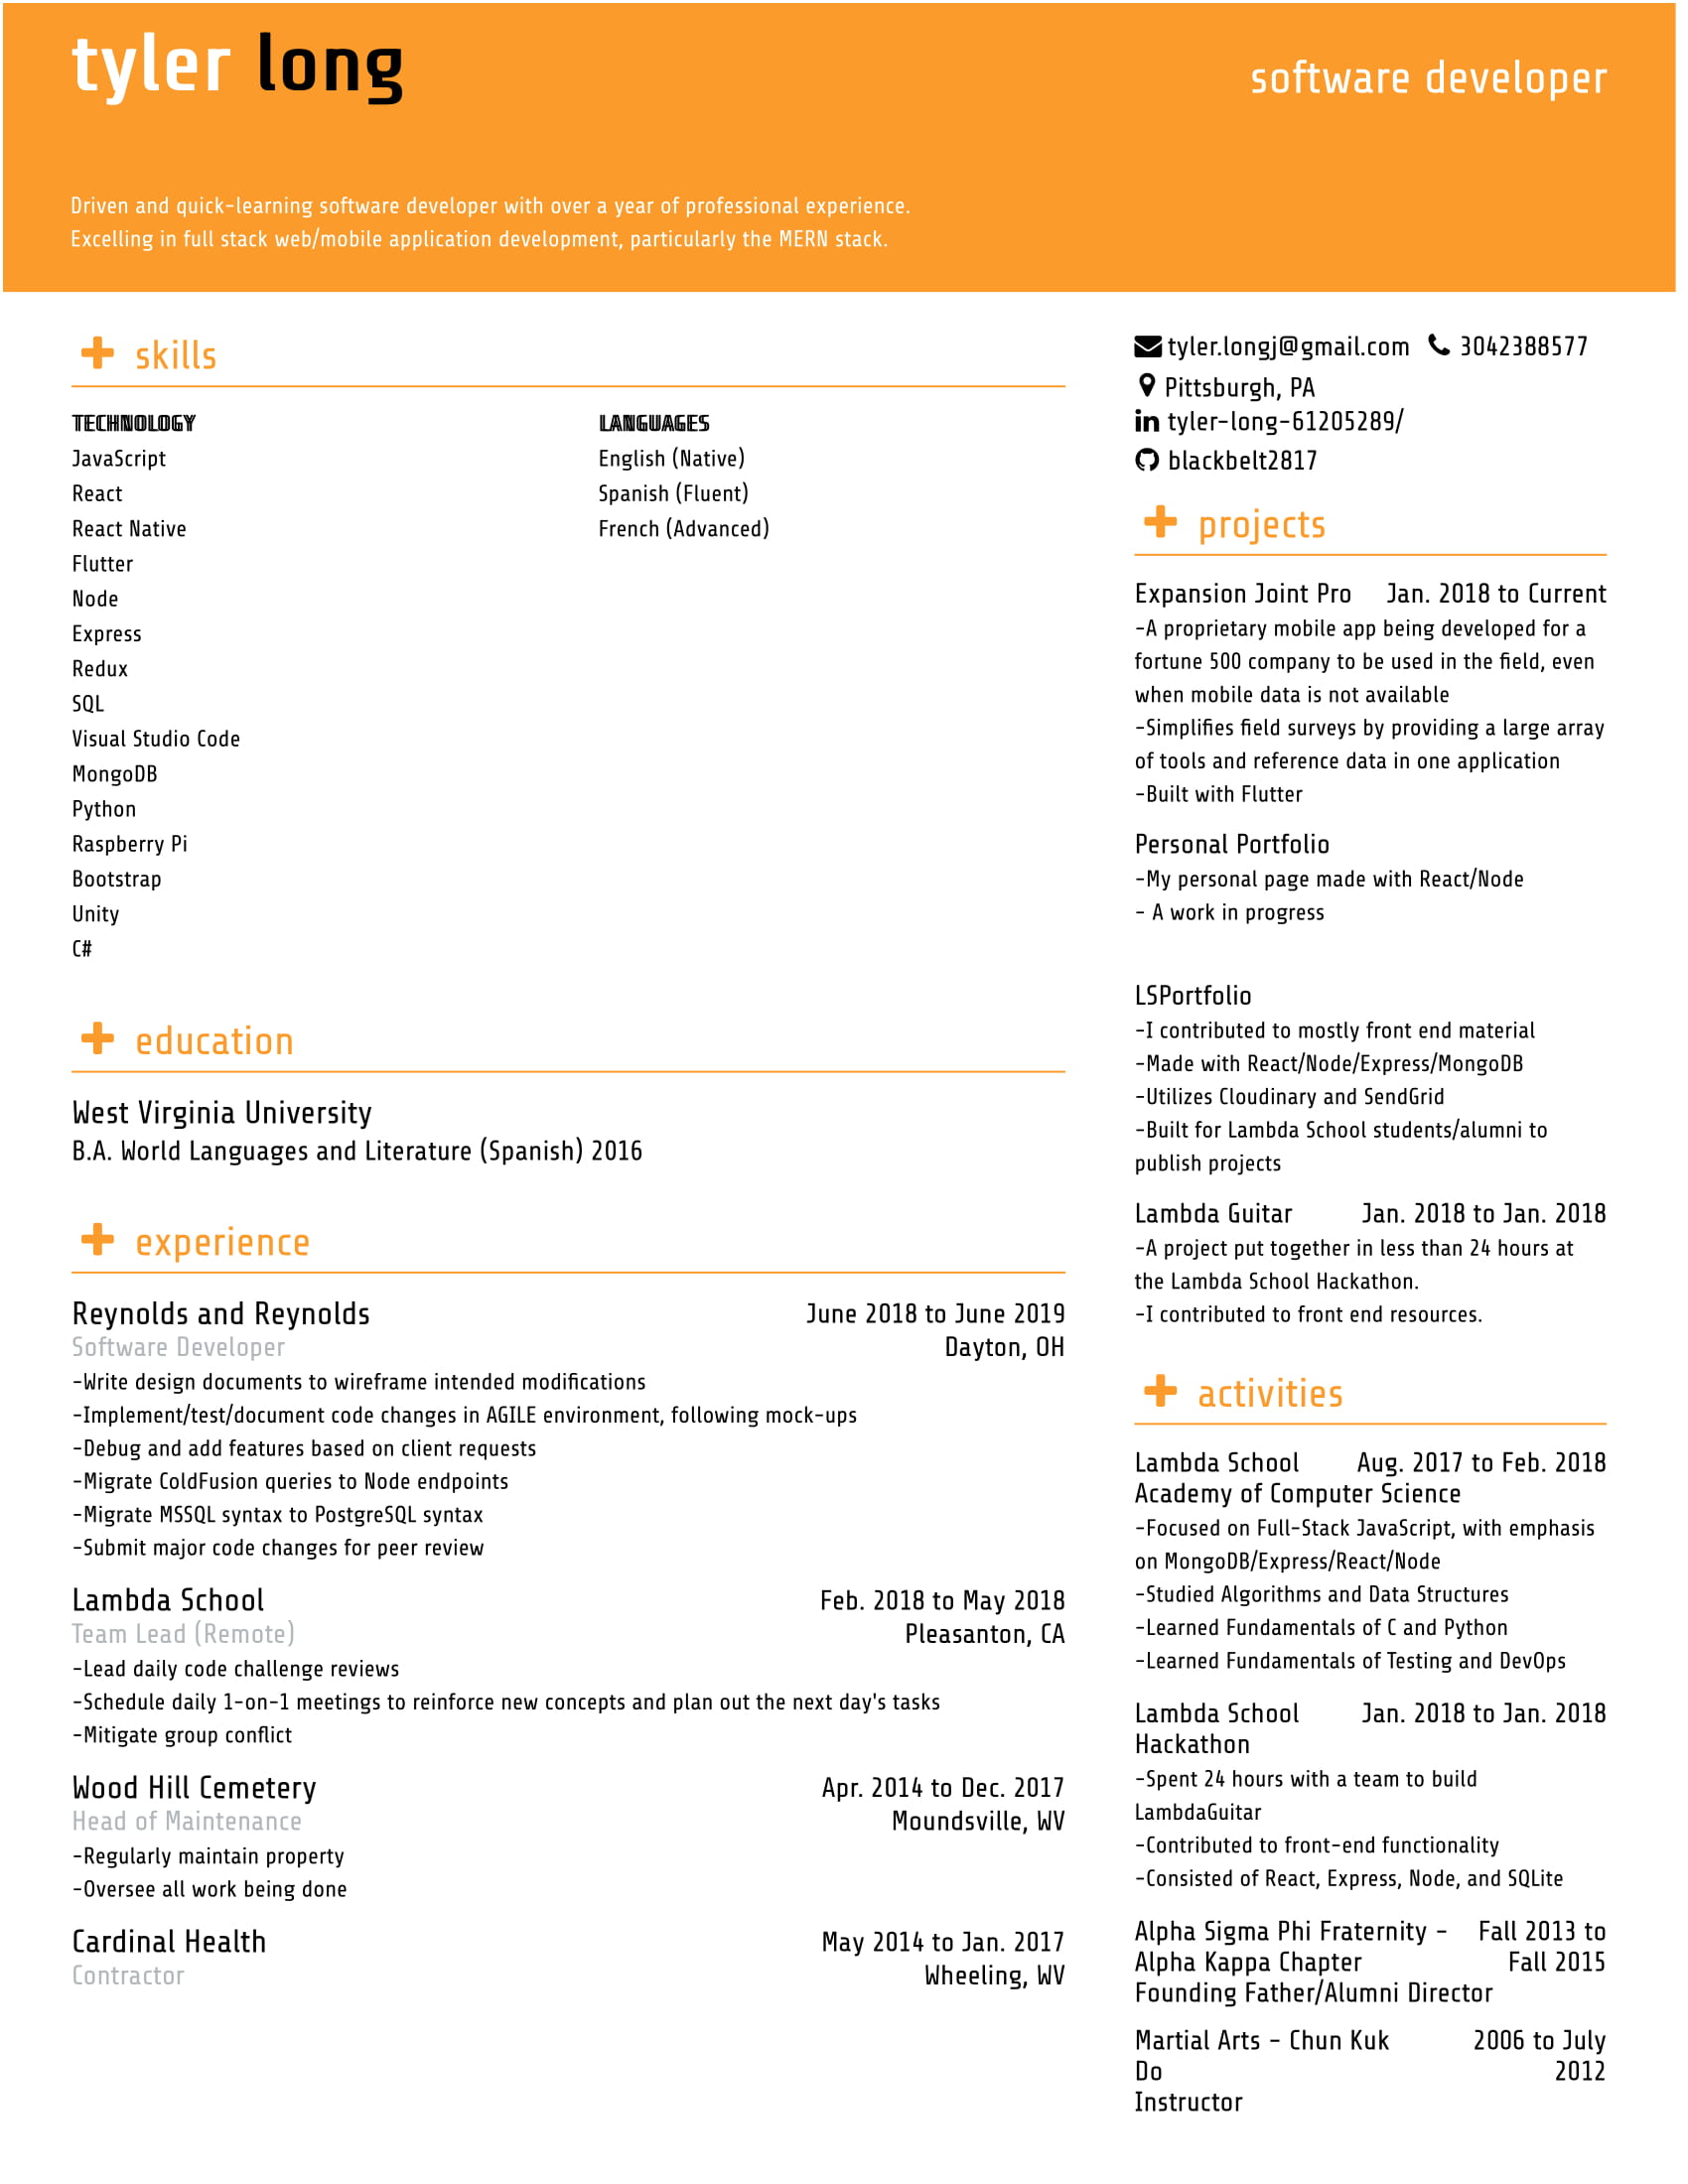 tyler long
software developer
Driven and quick-learning software developer with over a year of professional experience.
Excelling in full stack web/mobile application development, particularly the MERN stack.
skills
TECHNOLOGY
JavaScript
React
React Native
Flutter
Node
Express
Redux
SQL
Visual Studio Code
MongoDB
Python
Raspberry Pi
Bootstrap
Unity
C#
LANGUAGES
English (Native)
Spanish (Fluent)
French (Advanced)
education
West Virginia University
B.A. World Languages and Literature (Spanish) 2016
experience
Reynolds and Reynolds June 2018 to June 2019
Software Developer Dayton, OH
-Write design documents to wireframe intended modifications
-Implement/test/document code changes in AGILE environment, following mock-ups
-Debug and add features based on client requests
-Migrate ColdFusion queries to Node endpoints
-Migrate MSSQL syntax to PostgreSQL syntax
-Submit major code changes for peer review
Lambda School Feb. 2018 to May 2018
Team Lead (Remote) Pleasanton, CA
-Lead daily code challenge reviews
-Schedule daily 1-on-1 meetings to reinforce new concepts and plan out the next day's tasks
-Mitigate group conflict
Wood Hill Cemetery Apr. 2014 to Dec. 2017
Head of Maintenance Moundsville, WV
-Regularly maintain property
-Oversee all work being done
Cardinal Health May 2014 to Jan. 2017
Contractor Wheeling, WV
tyler.longj@gmail.com 3042388577
Pittsburgh, PA
tyler-long-61205289/
blackbelt2817
projects
Expansion Joint Pro Jan. 2018 to Current
-A proprietary mobile app being developed for a
fortune 500 company to be used in the field, even
when mobile data is not available
-Simplifies field surveys by providing a large array
of tools and reference data in one application
-Built with Flutter
Personal Portfolio
-My personal page made with React/Node
- A work in progress
LSPortfolio
-I contributed to mostly front end material
-Made with React/Node/Express/MongoDB
-Utilizes Cloudinary and SendGrid
-Built for Lambda School students/alumni to
publish projects
Lambda Guitar Jan. 2018 to Jan. 2018
-A project put together in less than 24 hours at
the Lambda School Hackathon.
-I contributed to front end resources.
activities
Lambda School Aug. 2017 to Feb. 2018
Academy of Computer Science
-Focused on Full-Stack JavaScript, with emphasis
on MongoDB/Express/React/Node
-Studied Algorithms and Data Structures
-Learned Fundamentals of C and Python
-Learned Fundamentals of Testing and DevOps
Lambda School Jan. 2018 to Jan. 2018
Hackathon
-Spent 24 hours with a team to build
LambdaGuitar
-Contributed to front-end functionality
-Consisted of React, Express, Node, and SQLite
Alpha Sigma Phi Fraternity - Fall 2013 to
Alpha Kappa Chapter Fall 2015
Founding Father/Alumni Director
Martial Arts - Chun Kuk 2006 to July
Do 2012
Instructor